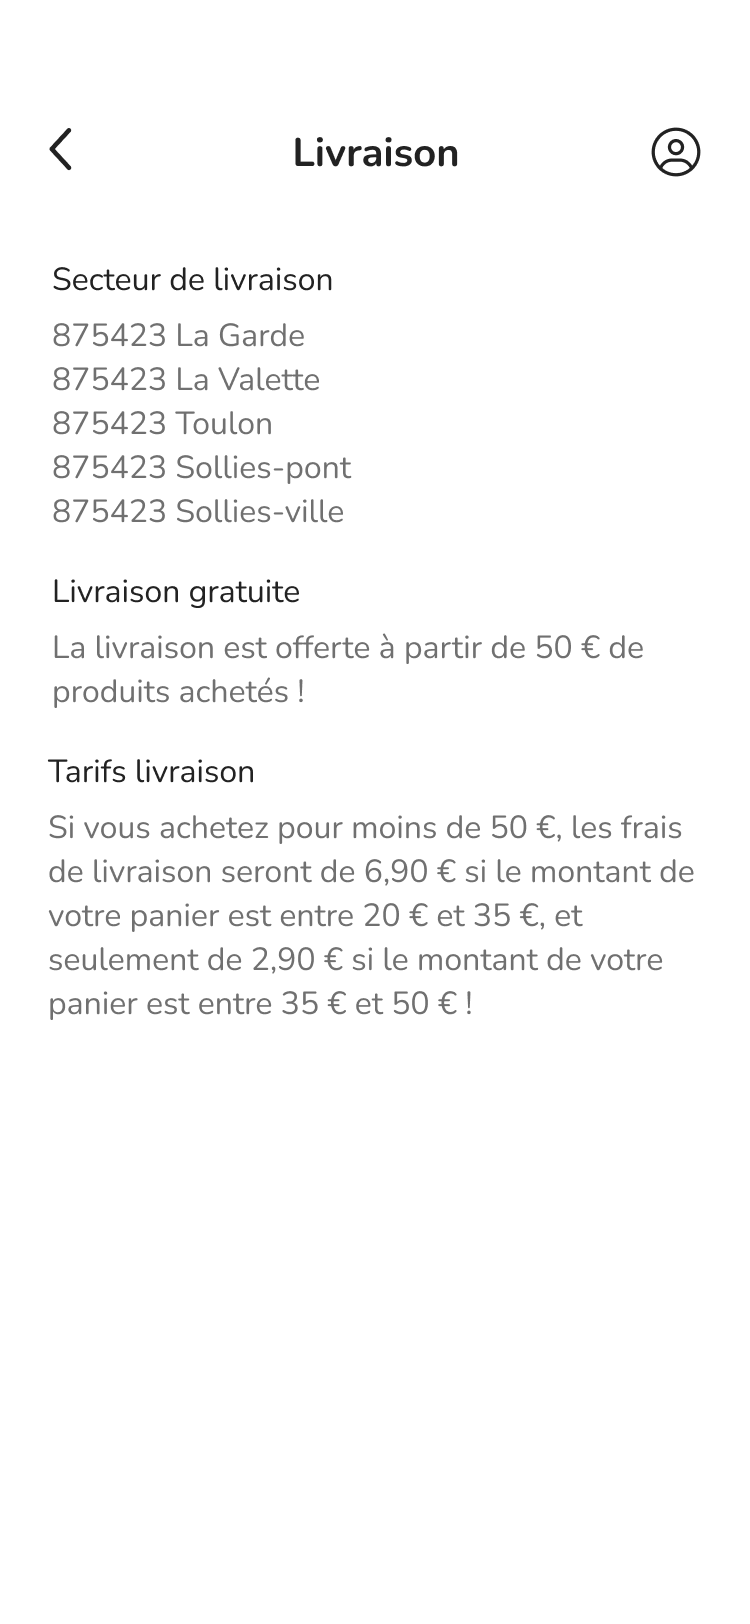 Livraison
Secteur de livraison
875423 La Garde
875423 La Valette
875423 Toulon
875423 Sollies-pont
875423 Sollies-ville
Livraison gratuite
La livraison est offerte à partir de 50 € de
produits achetés !
Tarifs livraison
Si vous achetez pour moins de 50 €, les frais
de livraison seront de 6,90 € si le montant de
votre panier est entre 20 € et 35 €, et
seulement de 2,90 € si le montant de votre
panier est entre 35 € et 50 € !